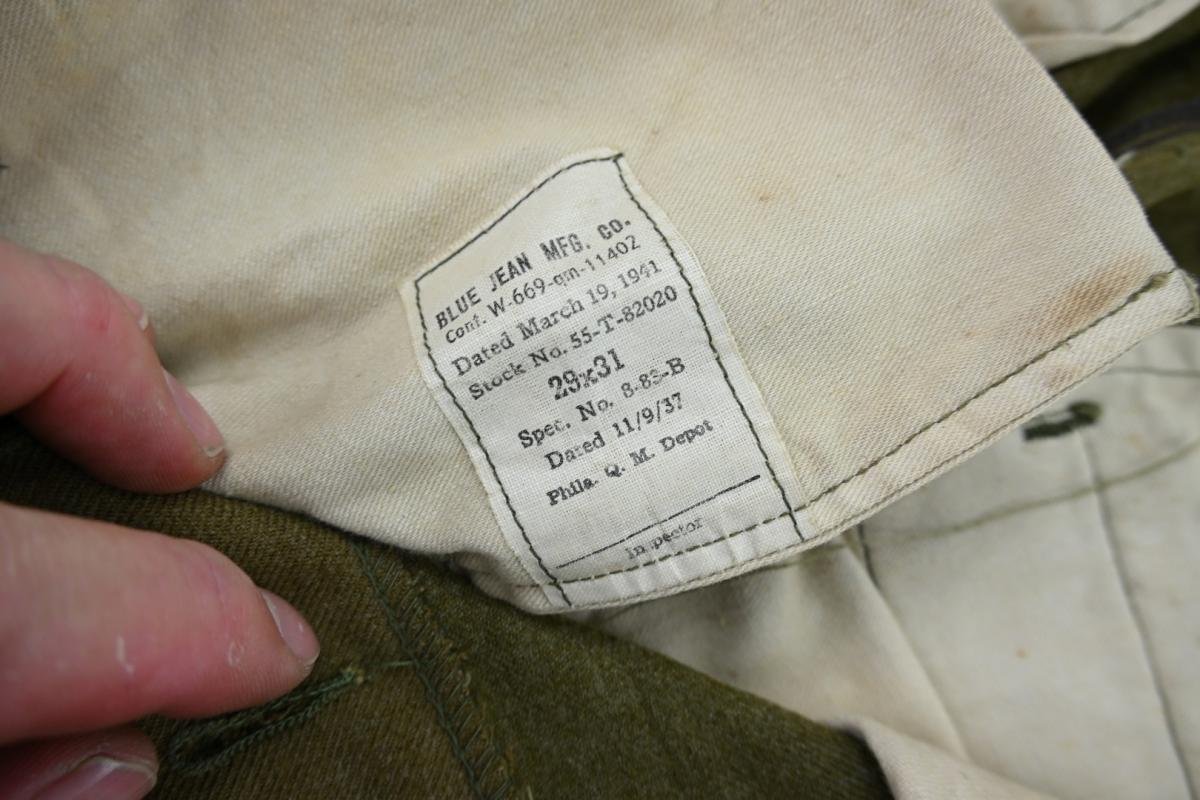 BLUE JEAN MFG. CO.
Cont. W-669-qm-11402
Dated March 19, 1941
Stock No. 55-T-82020
29x31
Spec. No. 8-83-B
Dated 11/9/37
Phila. Q. M. Depot
Inspector